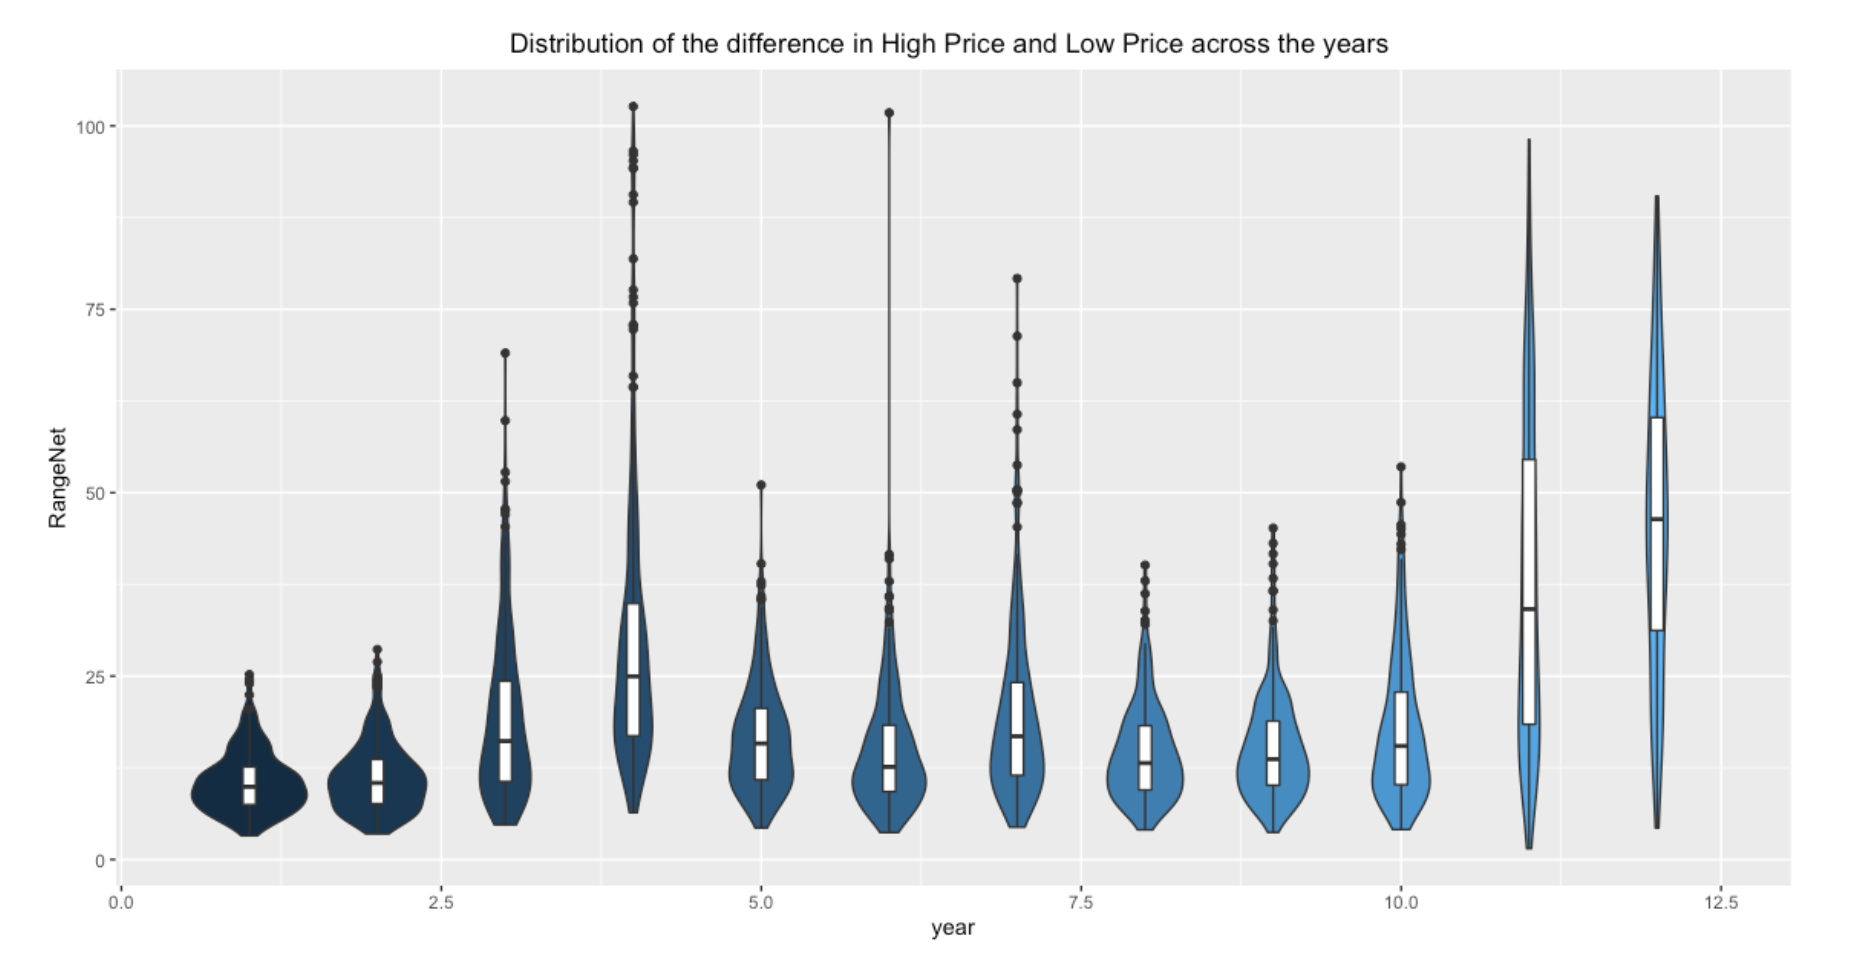 Distribution of the difference in High Price and Low Price across the years
RangeNet
100
75
50
25
0
0.0 2.5 5.0 7.5 10.0 12.5
year